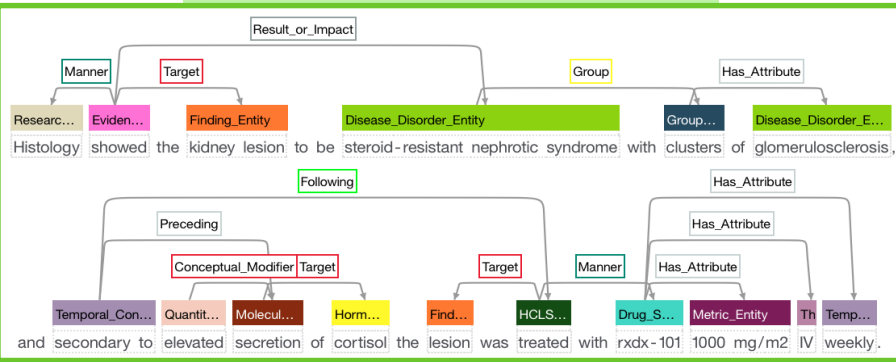 Result_or_Impact
Manner Target Group Has_Attribute
Researc... Eviden... Finding_Entity Disease_Disorder_Entity Group... Disease_Disorder_E...
Histology showed the kidney lesion to be steroid-resistant nephrotic syndrome with clusters of glomerulosclerosis,
Following Has_Attribute
Preceding Has_Attribute
Conceptual_Modifier Target Target Manner Has_Attribute
Temporal_Con... Quantit... Molecul... Horm... Find... HCLS... Drug_S... Metric_Entity Th Temp...
and secondary to elevated secretion of cortisol the lesion was treated with rxdx-101 1000 mg/m2 IV weekly.